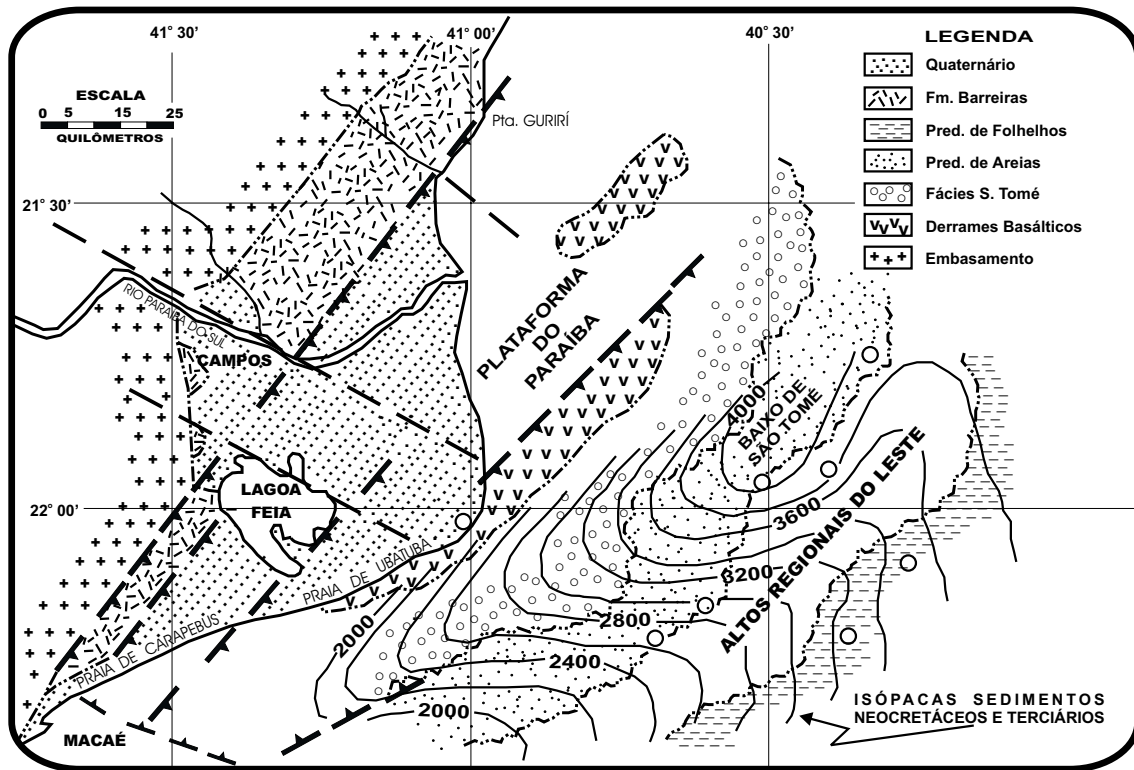 41° 30'
41° 00'
40° 30'
LEGENDA
Quaternário
Fm. Barreiras
Pred. de Folhelhos
Pred. de Areias
Fácies S. Tomé
Derrames Basálticos
Embasamento
ESCALA
0 5 15 25
QUILÔMETROS
Pta. GURIRÍ
21° 30'
RIO PARAIBA DO SUL
CAMPOS
PLATAFORMA
DO
PARAÍBA
4000
BAIXO DE
SÃO TOMÉ
LAGOA
FEIA
22° 00'
3600
ALTOS REGIONAIS DO LESTE
PRAIA DE UBATUBA
3200
2800
PRAIA DE CARAPEBUS
2000
2400
2000
MACAÉ
ISÓPACAS SEDIMENTOS
NEOCRETÁCEOS E TERCIÁRIOS